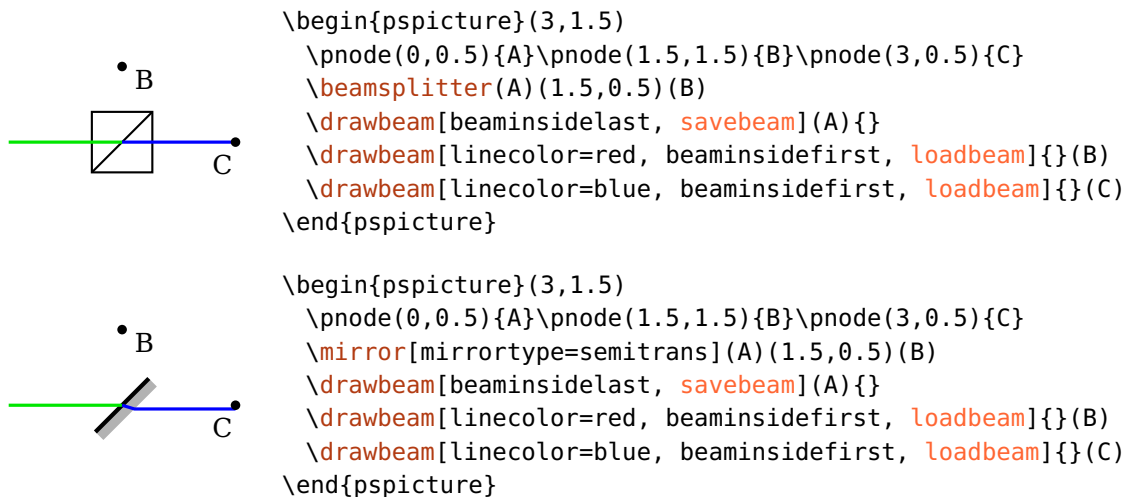 B
C
\begin{pspicture}(3,1.5)
\pnode(0,0.5){A}\pnode(1.5,1.5){B}\pnode(3,0.5){C}
\beamsplitter(A)(1.5,0.5)(B)
\drawbeam[beaminsidelast, savebeam](A){}
\drawbeam[linecolor=red, beaminsidefirst, loadbeam]{}(B)
\drawbeam[linecolor=blue, beaminsidefirst, loadbeam]{}(C)
\end{pspicture}
B
C
\begin{pspicture}(3,1.5)
\pnode(0,0.5){A}\pnode(1.5,1.5){B}\pnode(3,0.5){C}
\mirror[mirrortype=semitrans](A)(1.5,0.5)(B)
\drawbeam[beaminsidelast, savebeam](A){}
\drawbeam[linecolor=red, beaminsidefirst, loadbeam]{}(B)
\drawbeam[linecolor=blue, beaminsidefirst, loadbeam]{}(C)
\end{pspicture}